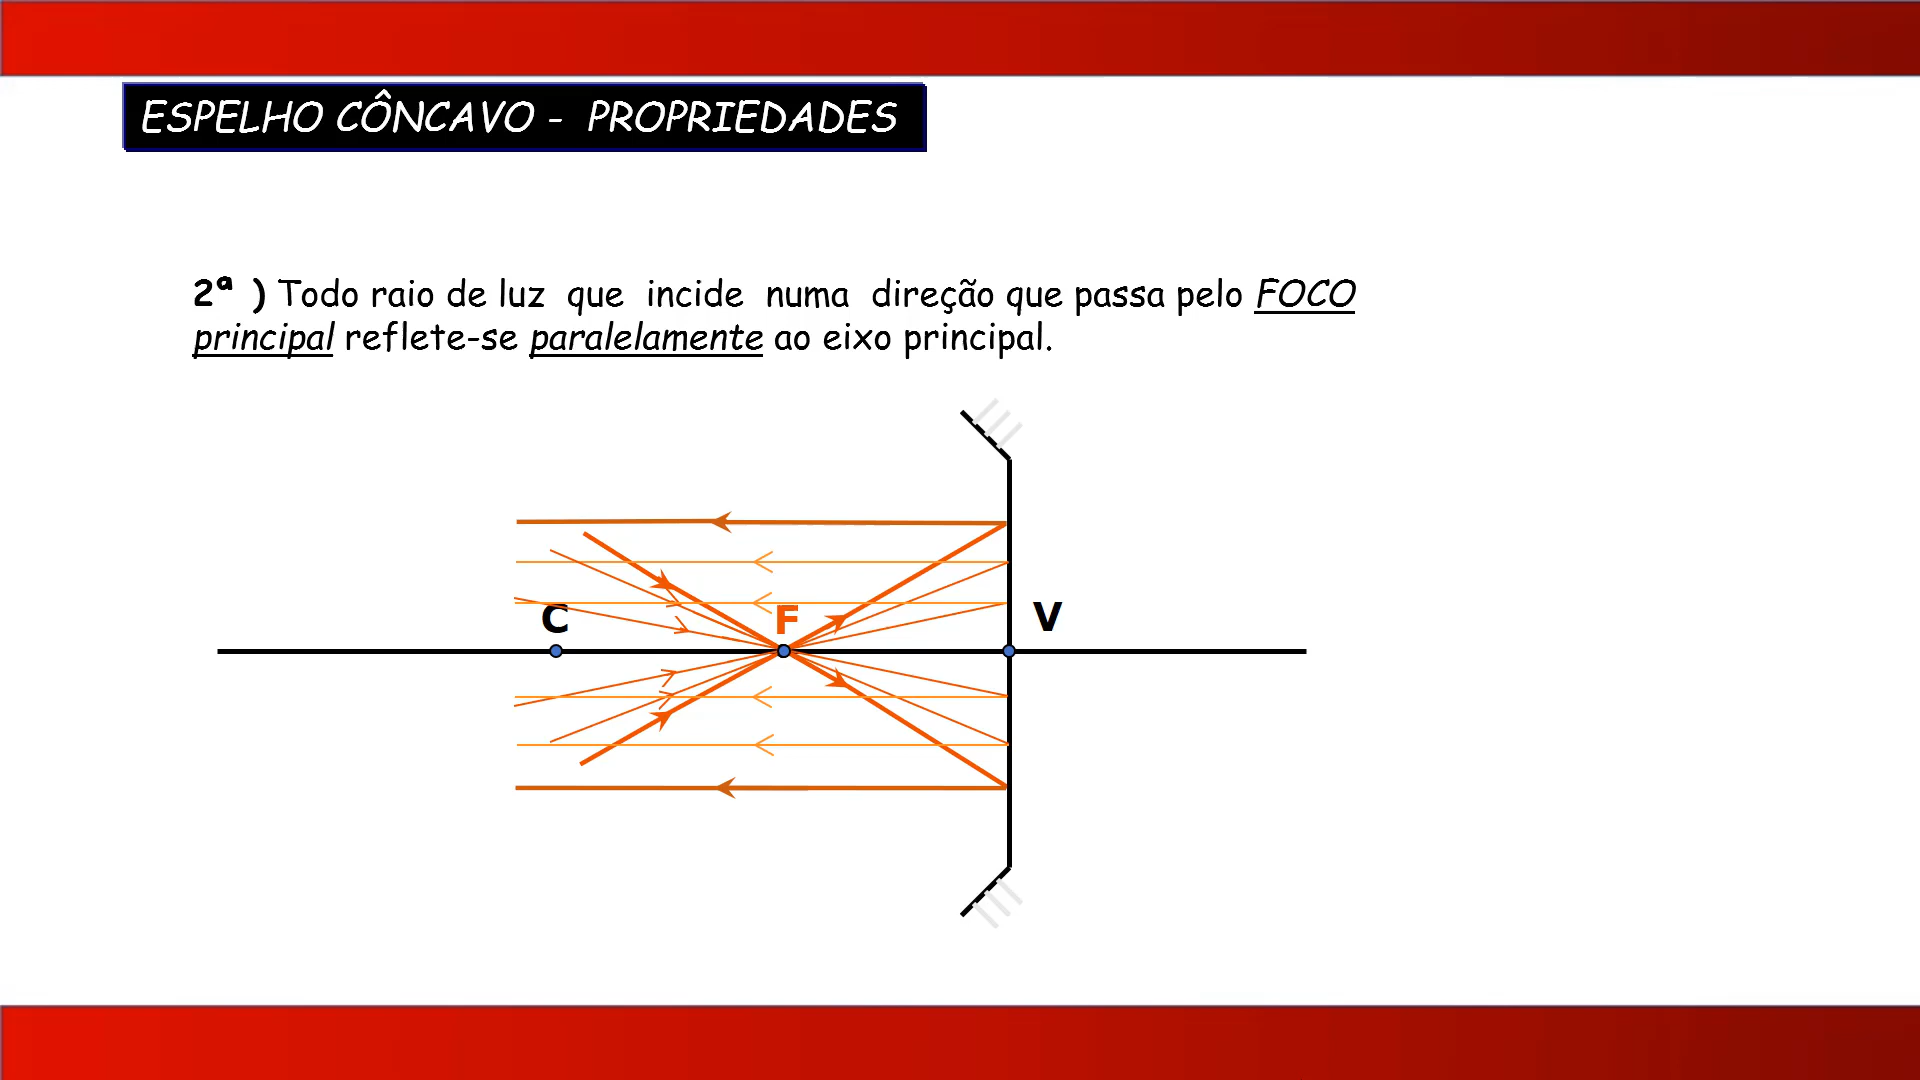 ESPELHO CÔNCAVO - PROPRIEDADES
2ª ) Todo raio de luz que incide numa direção que passa pelo FOCO
principal reflete-se paralelamente ao eixo principal.
C F V